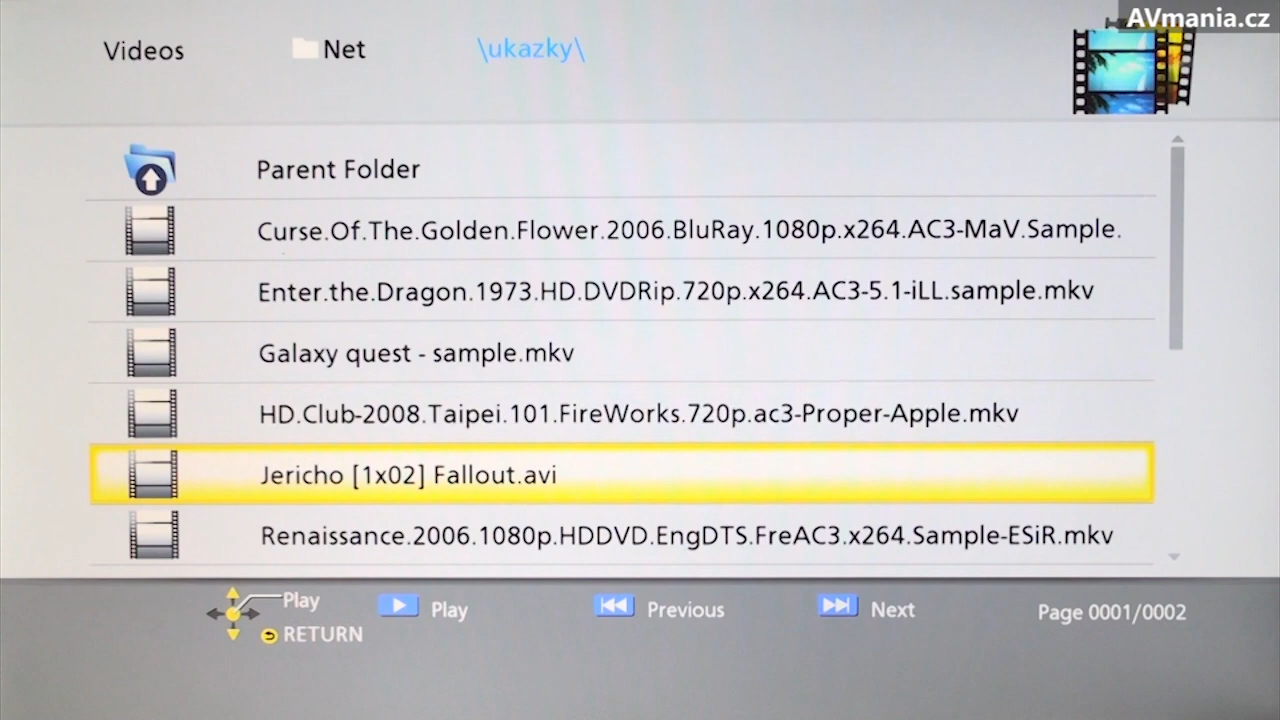 AVmania.cz
Videos
Net
\ukazky\
Parent Folder
Curse.Of.The.Golden.Flower.2006.BluRay.1080p.x264.AC3-MaV.Sample.
Enter.the.Dragon.1973.HD.DVDRip.720p.x264.AC3-5.1-iLL.sample.mkv
Galaxy quest - sample.mkv
HD.Club-2008.Taipei.101.FireWorks.720p.ac3-Proper-Apple.mkv
Jericho [1x02] Fallout.avi
Renaissance.2006.1080p.HDDVD.EngDTS.FreAC3.x264.Sample-ESiR.mkv
Play
RETURN
Play
Previous
Next
Page 0001/0002